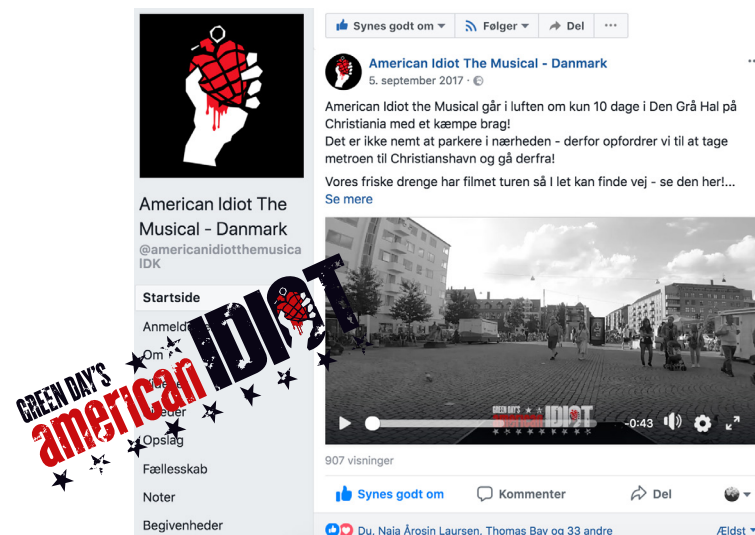 Synes godt om
Følger
Del
American Idiot The Musical - Danmark
5. september 2017
American Idiot the Musical går i luften om kun 10 dage i Den Grå Hal på
Christiania med et kæmpe brag!
Det er ikke nemt at parkere i nærheden - derfor opfordrer vi til at tage
metroen til Christianshavn og gå derfra!
Vores friske drenge har filmet turen så I let kan finde vej - se den her!...
Se mere
American Idiot The
Musical - Danmark
@americanidiotthemusica
lDK
Startside
Om
Opslag
Fællesskab
Noter
Begivenheder
GREEN DAY'S
american IDIOT
GREEN DAY'S
american IDIOT
-0:43
907 visninger
Synes godt om
Kommenter
Del
Du, Naja Årosin Laursen, Thomas Bay og 33 andre
Ældst